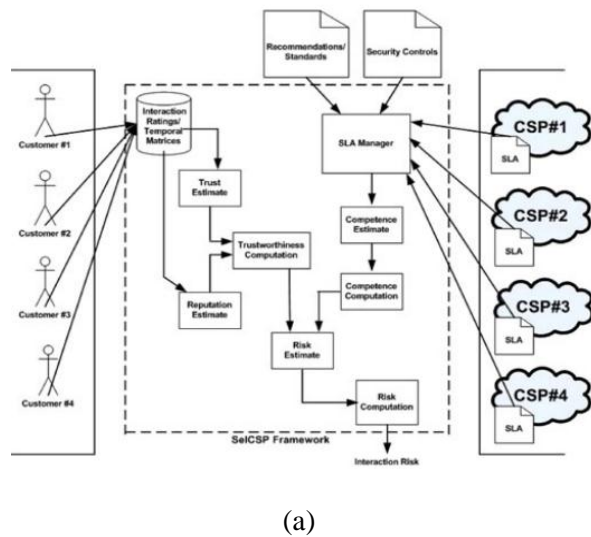 Recommendations/
Standards
Security Controls
Interaction
Ratings/
Temporal
Matrices
SLA Manager
CSP#1
SLA
Customer #1
Trust
Estimate
Competence
Estimate
CSP#2
SLA
Customer #2
Trustworthiness
Computation
Competence
Computation
Reputation
Estimate
CSP#3
SLA
Customer #3
Risk
Estimate
Risk
Computation
CSP#4
SLA
Customer #4
SelCSP Framework
Interaction Risk
(a)